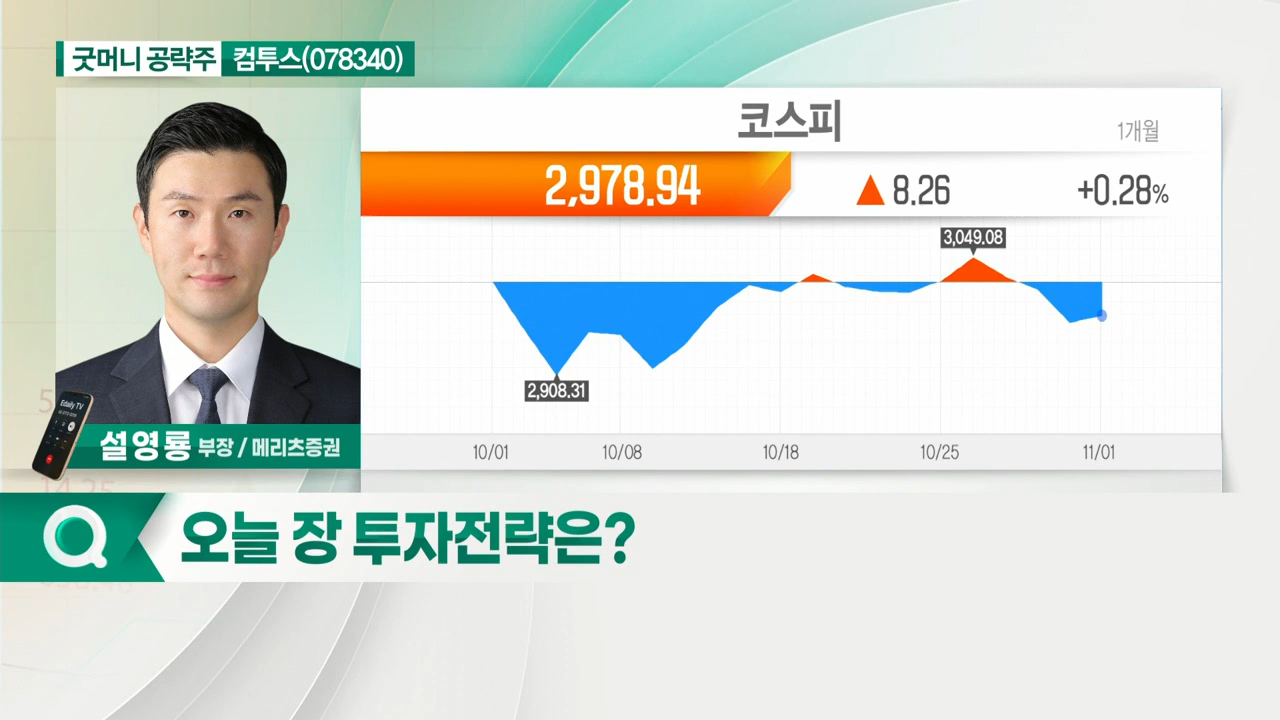 굿머니 공략주 컴투스(078340)
코스피
1개월
2,978.94 ▲ 8.26 +0.28%
3,049.08
2,908.31
10/01 10/08 10/18 10/25 11/01
Edaily TV
설영룡 부장 / 메리츠증권
오늘 장 투자전략은?